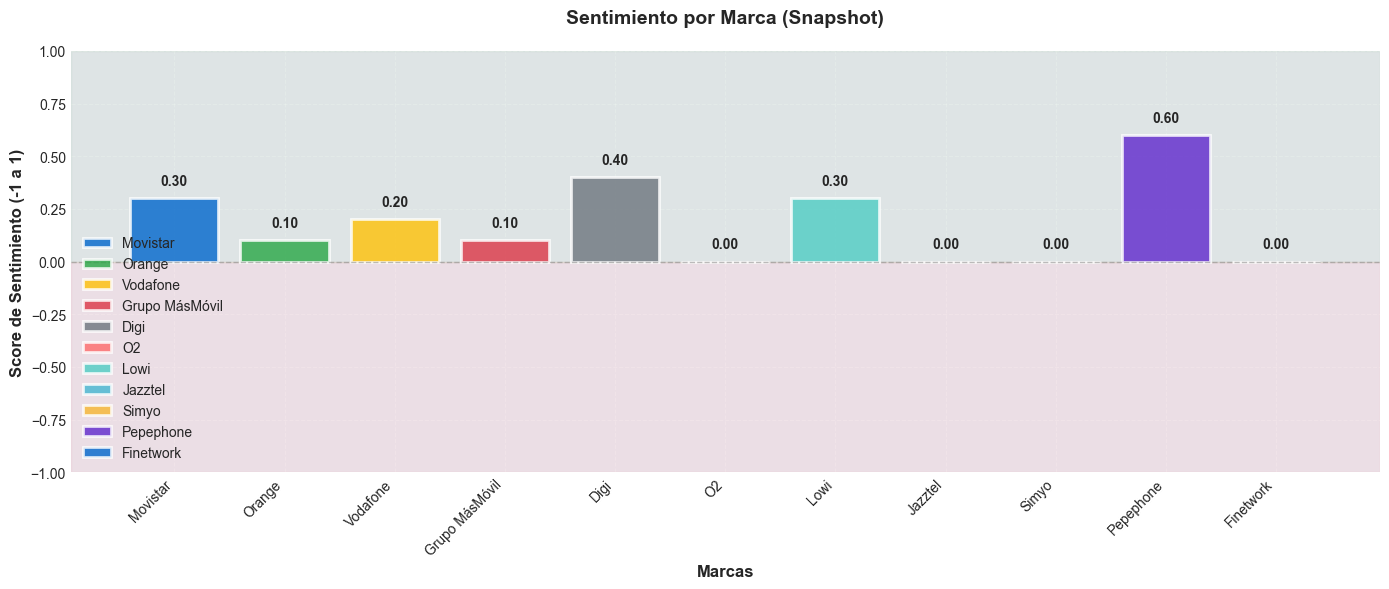 Sentimiento por Marca (Snapshot)
Score de Sentimiento (-1 a 1)
1.00
0.75
0.50
0.25
0.00
−0.25
−0.50
−0.75
−1.00
0.30
0.10
0.20
0.10
0.40
0.00
0.30
0.00
0.00
0.60
0.00
Movistar
Orange
Vodafone
Grupo MásMóvil
Digi
O2
Lowi
Jazztel
Simyo
Pepephone
Finetwork
Movistar
Orange
Vodafone
Grupo MásMóvil
Digi
O2
Lowi
Jazztel
Simyo
Pepephone
Finetwork
Marcas